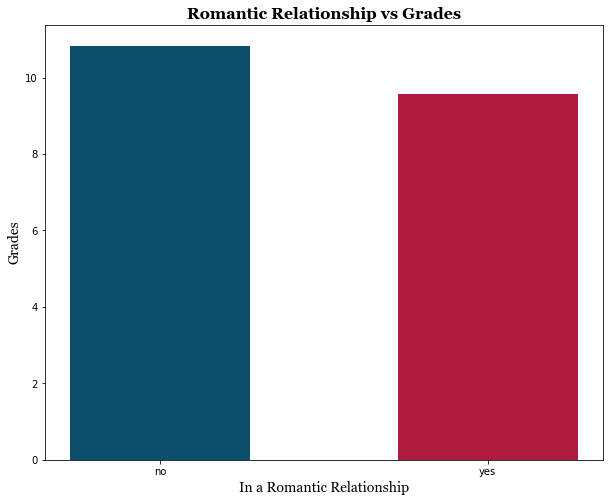 Romantic Relationship vs Grades
10
8
6
4
2
0
Grades
no
yes
In a Romantic Relationship